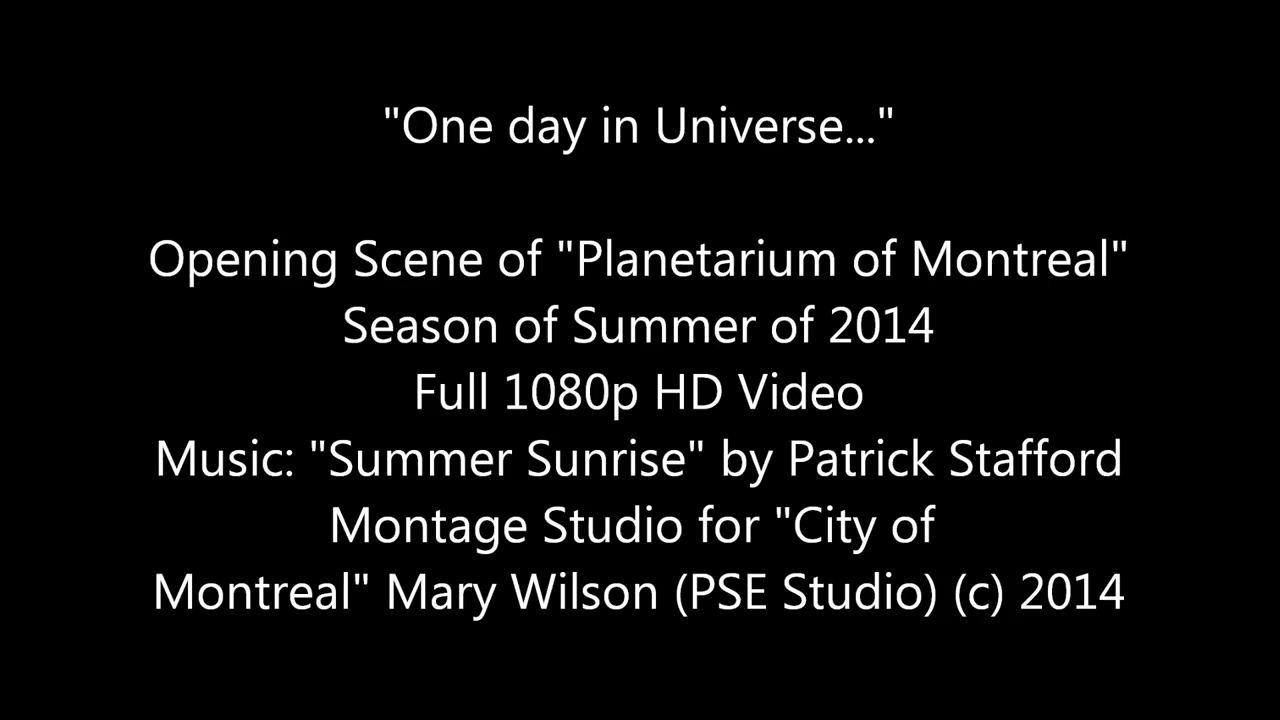 "One day in Universe..."
Opening Scene of "Planetarium of Montreal"
Season of Summer of 2014
Full 1080p HD Video
Music: "Summer Sunrise" by Patrick Stafford
Montage Studio for "City of
Montreal" Mary Wilson (PSE Studio) (c) 2014